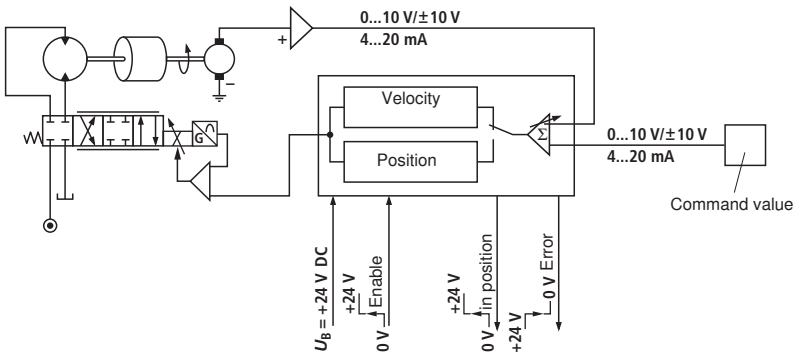 0...10 V/±10 V
4...20 mA
+
−
G
Velocity
Position
Σ
0...10 V/±10 V
4...20 mA
Command value
U_B = +24 V DC
+24 V
0 V
Enable
+24 V
0 V
in position
+24 V
0 V
Error